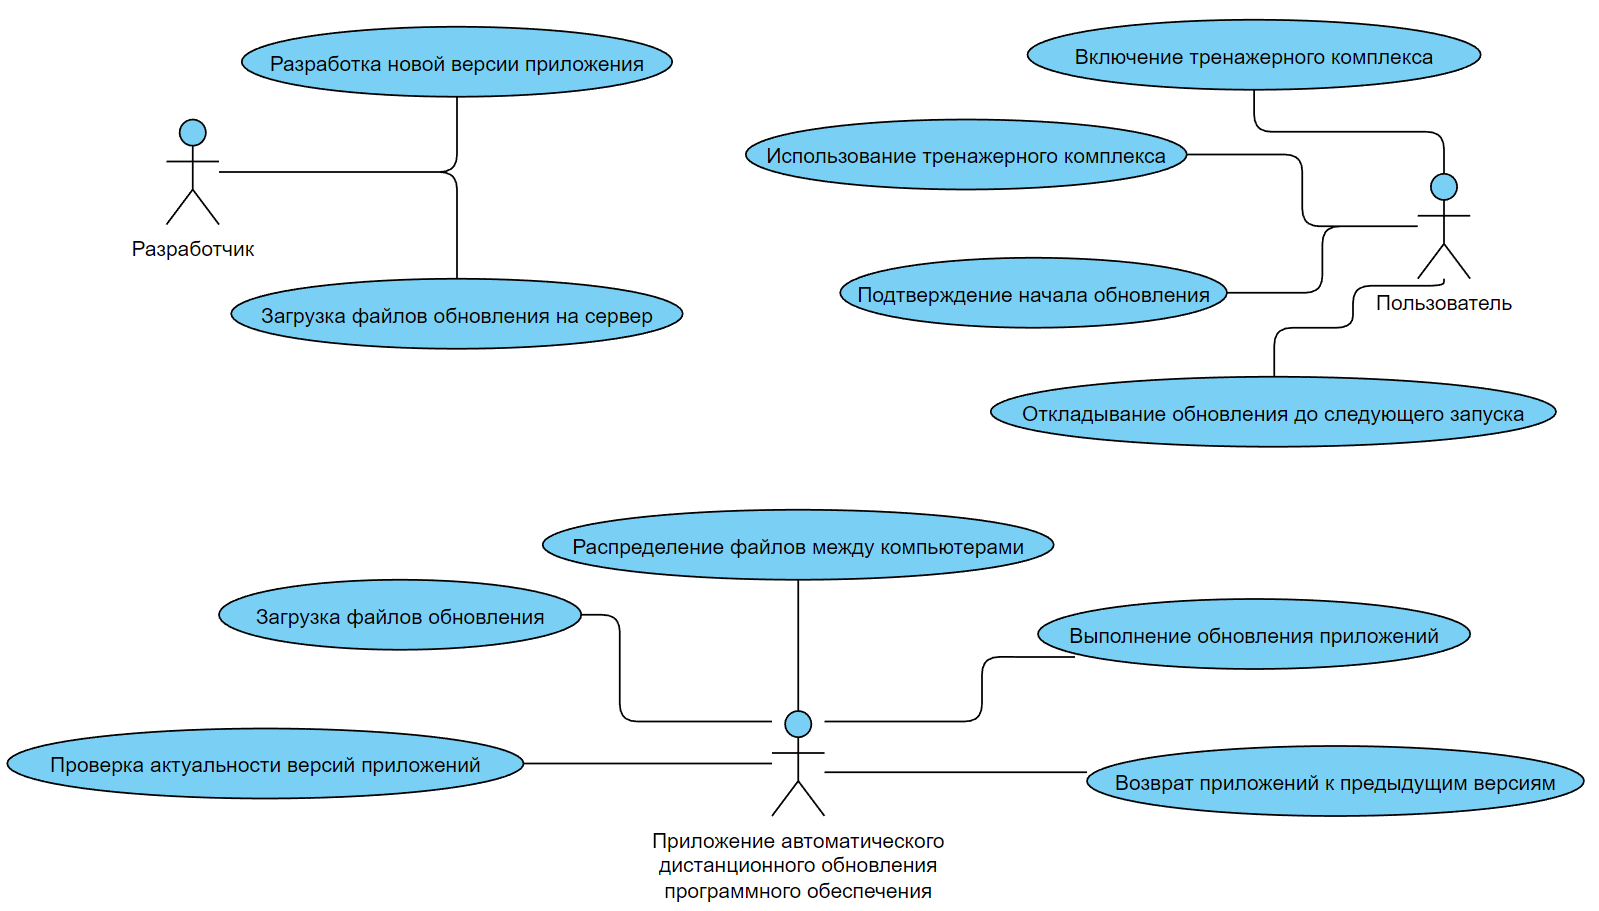 Разработка новой версии приложения
Включение тренажерного комплекса
Использование тренажерного комплекса
Разработчик
Подтверждение начала обновления
Пользователь
Загрузка файлов обновления на сервер
Откладывание обновления до следующего запуска
Распределение файлов между компьютерами
Загрузка файлов обновления
Выполнение обновления приложений
Проверка актуальности версий приложений
Возврат приложений к предыдущим версиям
Приложение автоматического
дистанционного обновления
программного обеспечения